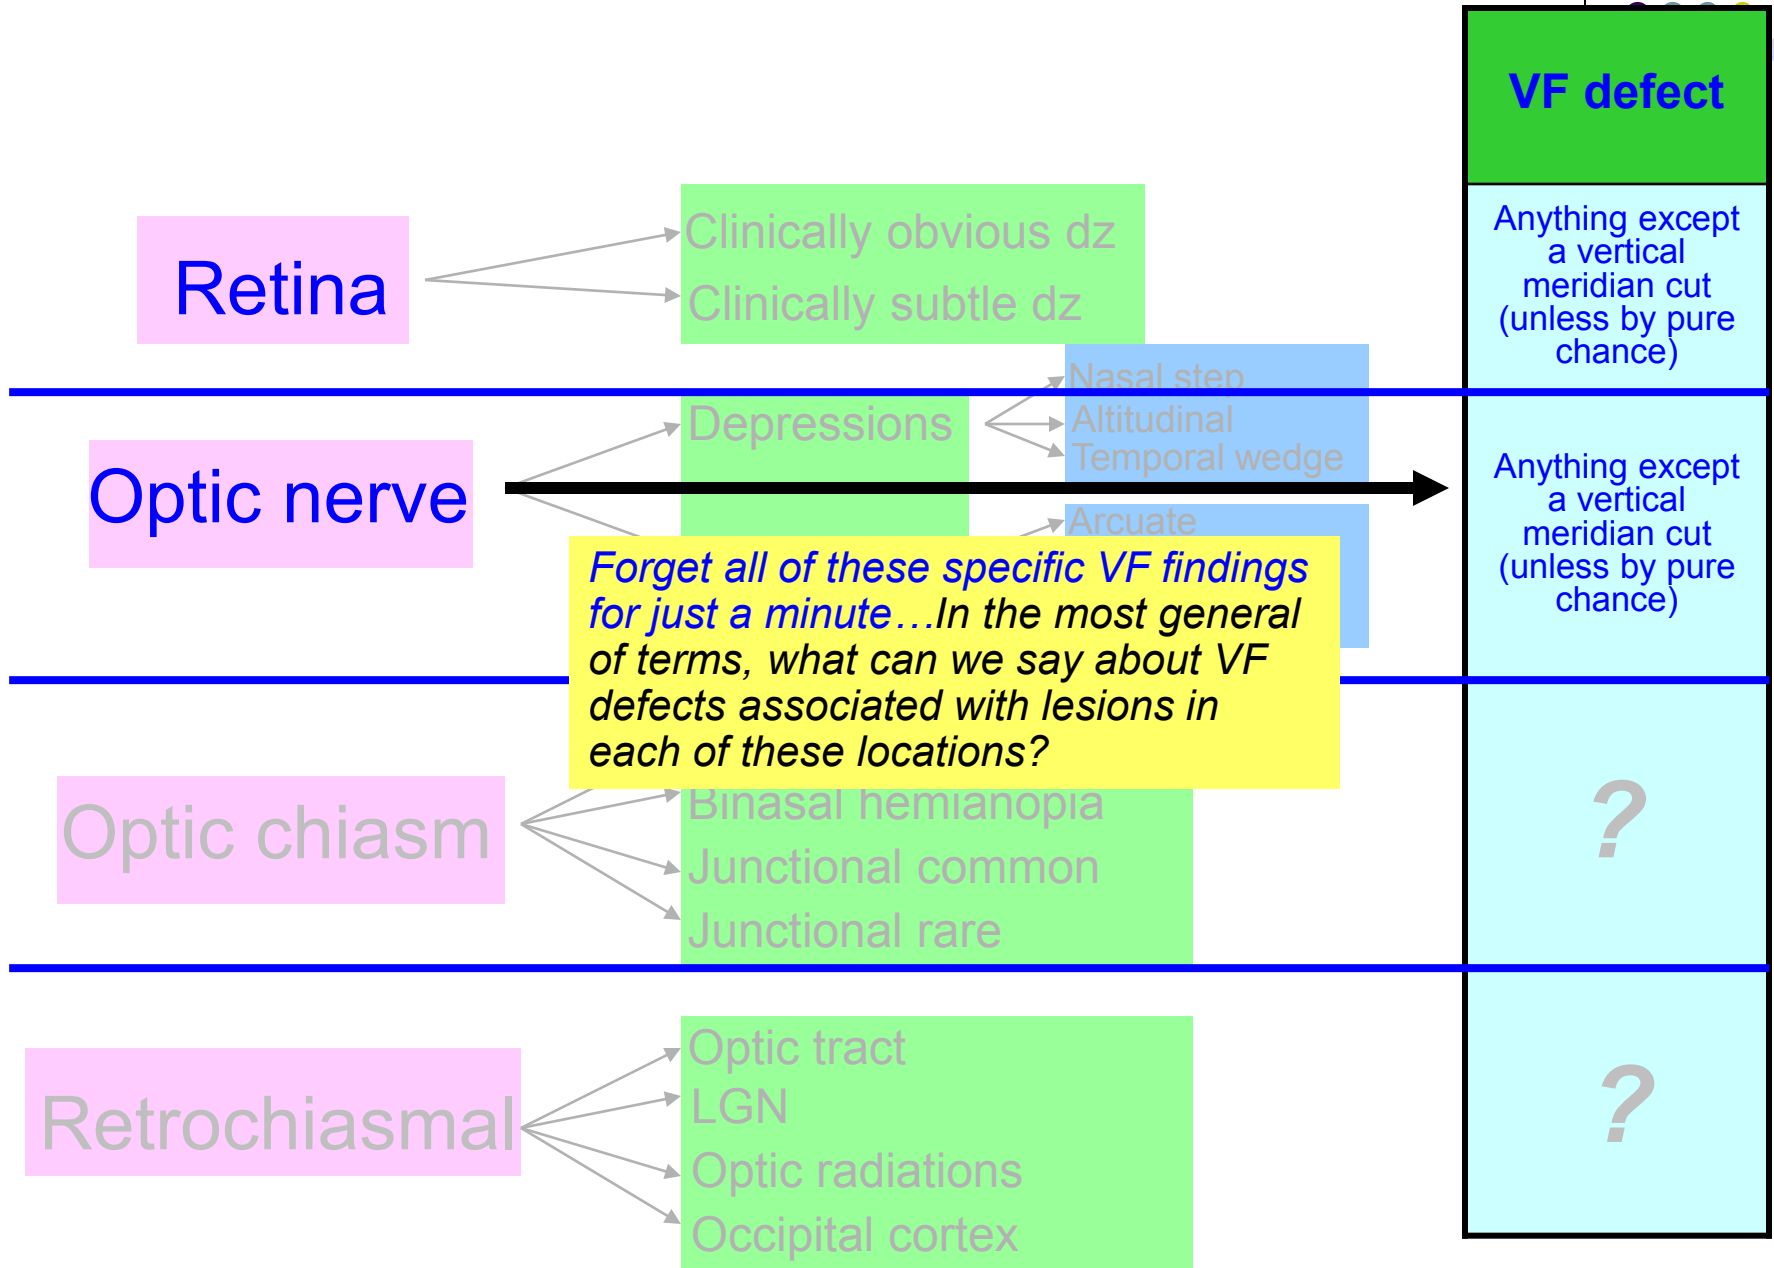 VF defect
Retina
Clinically obvious dz
Clinically subtle dz
Anything except
a vertical
meridian cut
(unless by pure
chance)
Optic nerve
Depressions
Nasal step
Altitudinal
Temporal wedge
Arcuate
Anything except
a vertical
meridian cut
(unless by pure
chance)
Forget all of these specific VF findings
for just a minute…In the most general
of terms, what can we say about VF
defects associated with lesions in
each of these locations?
Optic chiasm
Binasal hemianopia
Junctional common
Junctional rare
?
Retrochiasmal
Optic tract
LGN
Optic radiations
Occipital cortex
?